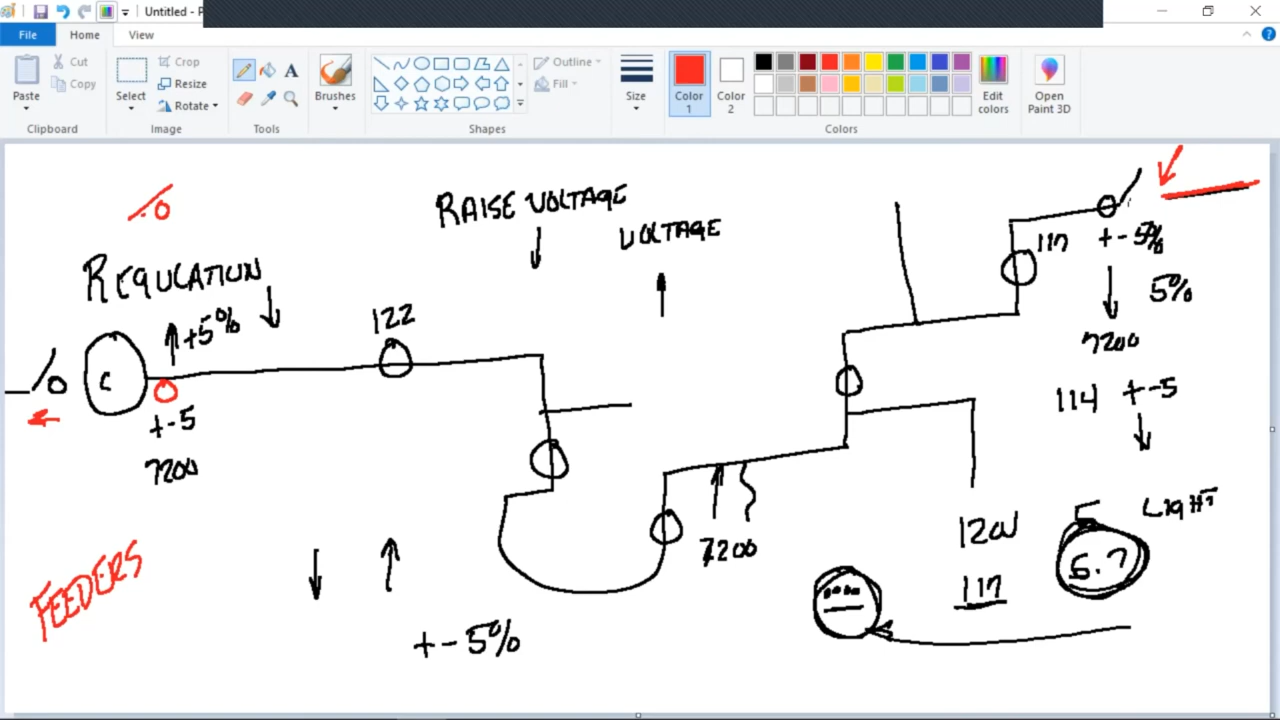 Untitled - P
File
Home
View
Paste
Cut
Copy
Clipboard
Select
Crop
Resize
Rotate
Image
A
Tools
Brushes
Shapes
Outline
Fill
Size
Color 1
Color 2
Colors
Edit colors
Open Paint 3D
RAISE VOLTAGE
VOLTAGE
REGULATION
+5%
122
C
+-5
7200
117 +-5%
5%
7200
114 +-5
7200
120V
117
5
5.7
LIGHT
FEEDERS
+-5%